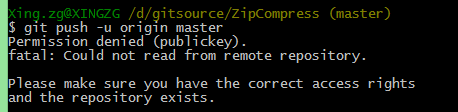 Xing.zg@XINGZG /d/gitsource/ZipCompress (master)
$ git push -u origin master
Permission denied (publickey).
fatal: Could not read from remote repository.
Please make sure you have the correct access rights
and the repository exists.